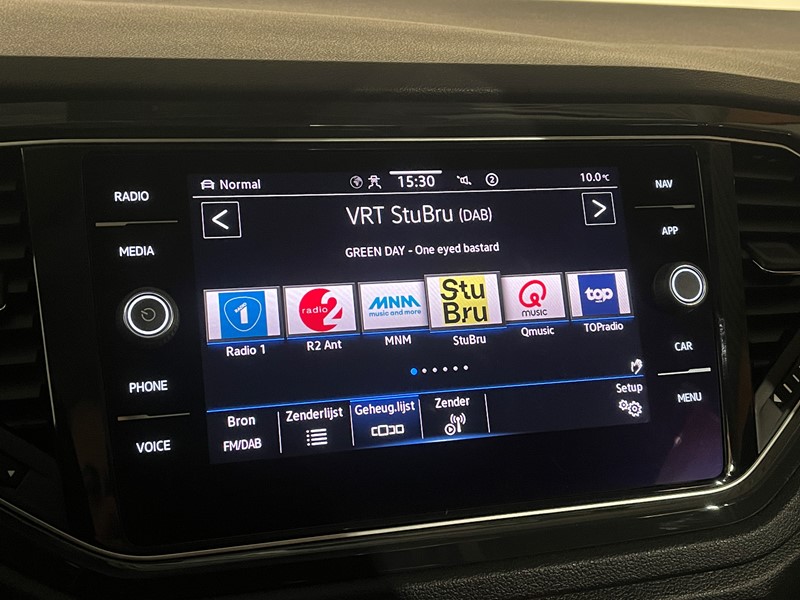 RADIO
MEDIA
PHONE
VOICE
Normal
15:30
2
10.0°C
VRT StuBru (DAB)
GREEN DAY - One eyed bastard
1
radio 2
MNM
music and more
Stu
Bru
Q
music
top
Radio 1
R2 Ant
MNM
StuBru
Qmusic
TOPradio
Bron
FM/DAB
Zenderlijst
Geheug.lijst
Zender
Setup
NAV
APP
CAR
MENU